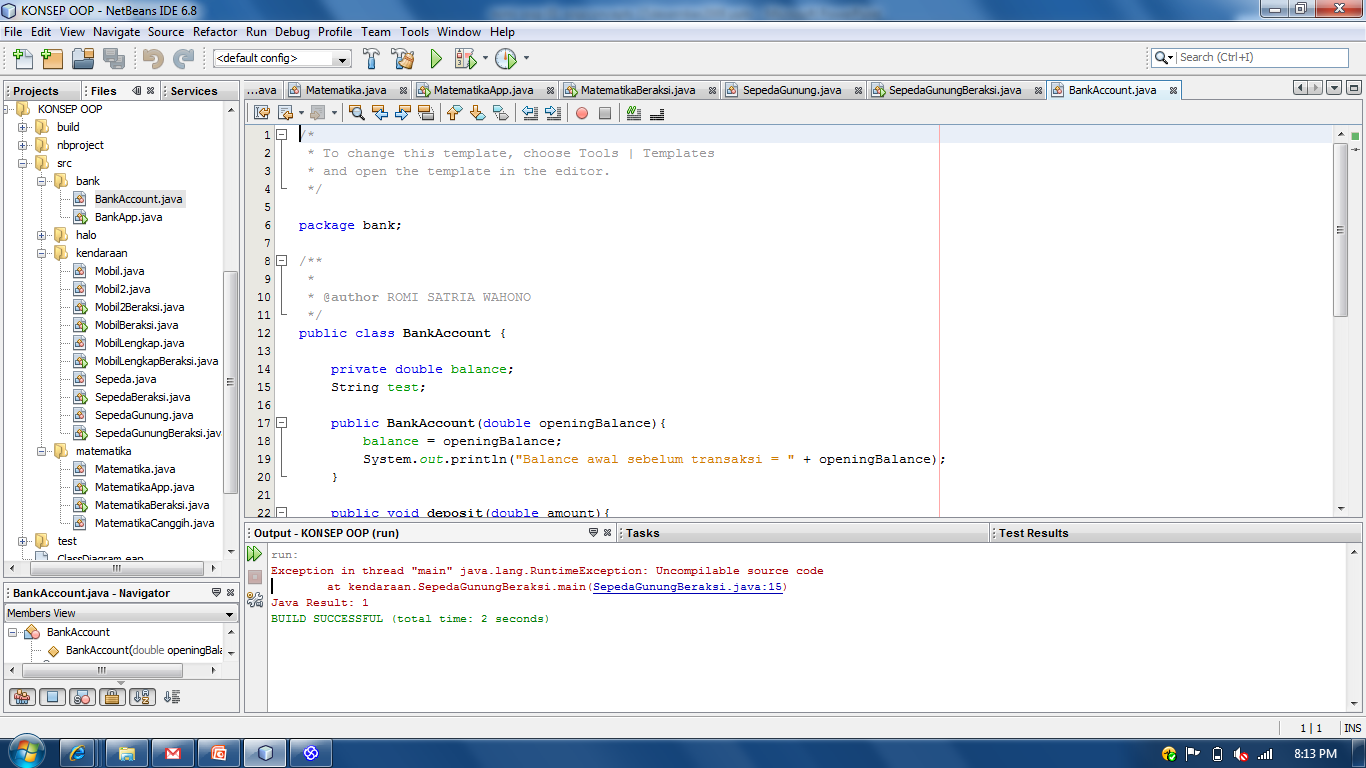 KONSEP OOP - NetBeans IDE 6.8
File Edit View Navigate Source Refactor Run Debug Profile Team Tools Window Help
<default config>
Search (Ctrl+I)
Projects Files Services
...ava Matematika.java MatematikaApp.java MatematikaBeraksi.java SepedaGunung.java SepedaGunungBeraksi.java BankAccount.java
KONSEP OOP
build
nbproject
src
bank
BankAccount.java
BankApp.java
halo
kendaraan
Mobil.java
Mobil2.java
Mobil2Beraksi.java
MobilBeraksi.java
MobilLengkap.java
MobilLengkapBeraksi.java
Sepeda.java
SepedaBeraksi.java
SepedaGunung.java
SepedaGunungBeraksi.jav
matematika
Matematika.java
MatematikaApp.java
MatematikaBeraksi.java
MatematikaCanggih.java
test
ClassDiagram.eap
1 /*
2 * To change this template, choose Tools | Templates
3 * and open the template in the editor.
4 */
5
6 package bank;
7
8 /**
9 *
10 * @author ROMI SATRIA WAHONO
11 */
12 public class BankAccount {
13
14 private double balance;
15 String test;
16
17 public BankAccount(double openingBalance){
18 balance = openingBalance;
19 System.out.println("Balance awal sebelum transaksi = " + openingBalance);
20 }
21
22 public void deposit(double amount){
BankAccount.java - Navigator
Members View
BankAccount
BankAccount(double openingBala
Output - KONSEP OOP (run) Tasks Test Results
run:
Exception in thread "main" java.lang.RuntimeException: Uncompilable source code
at kendaraan.SepedaGunungBeraksi.main(SepedaGunungBeraksi.java:15)
Java Result: 1
BUILD SUCCESSFUL (total time: 2 seconds)
1 | 1 INS
8:13 PM